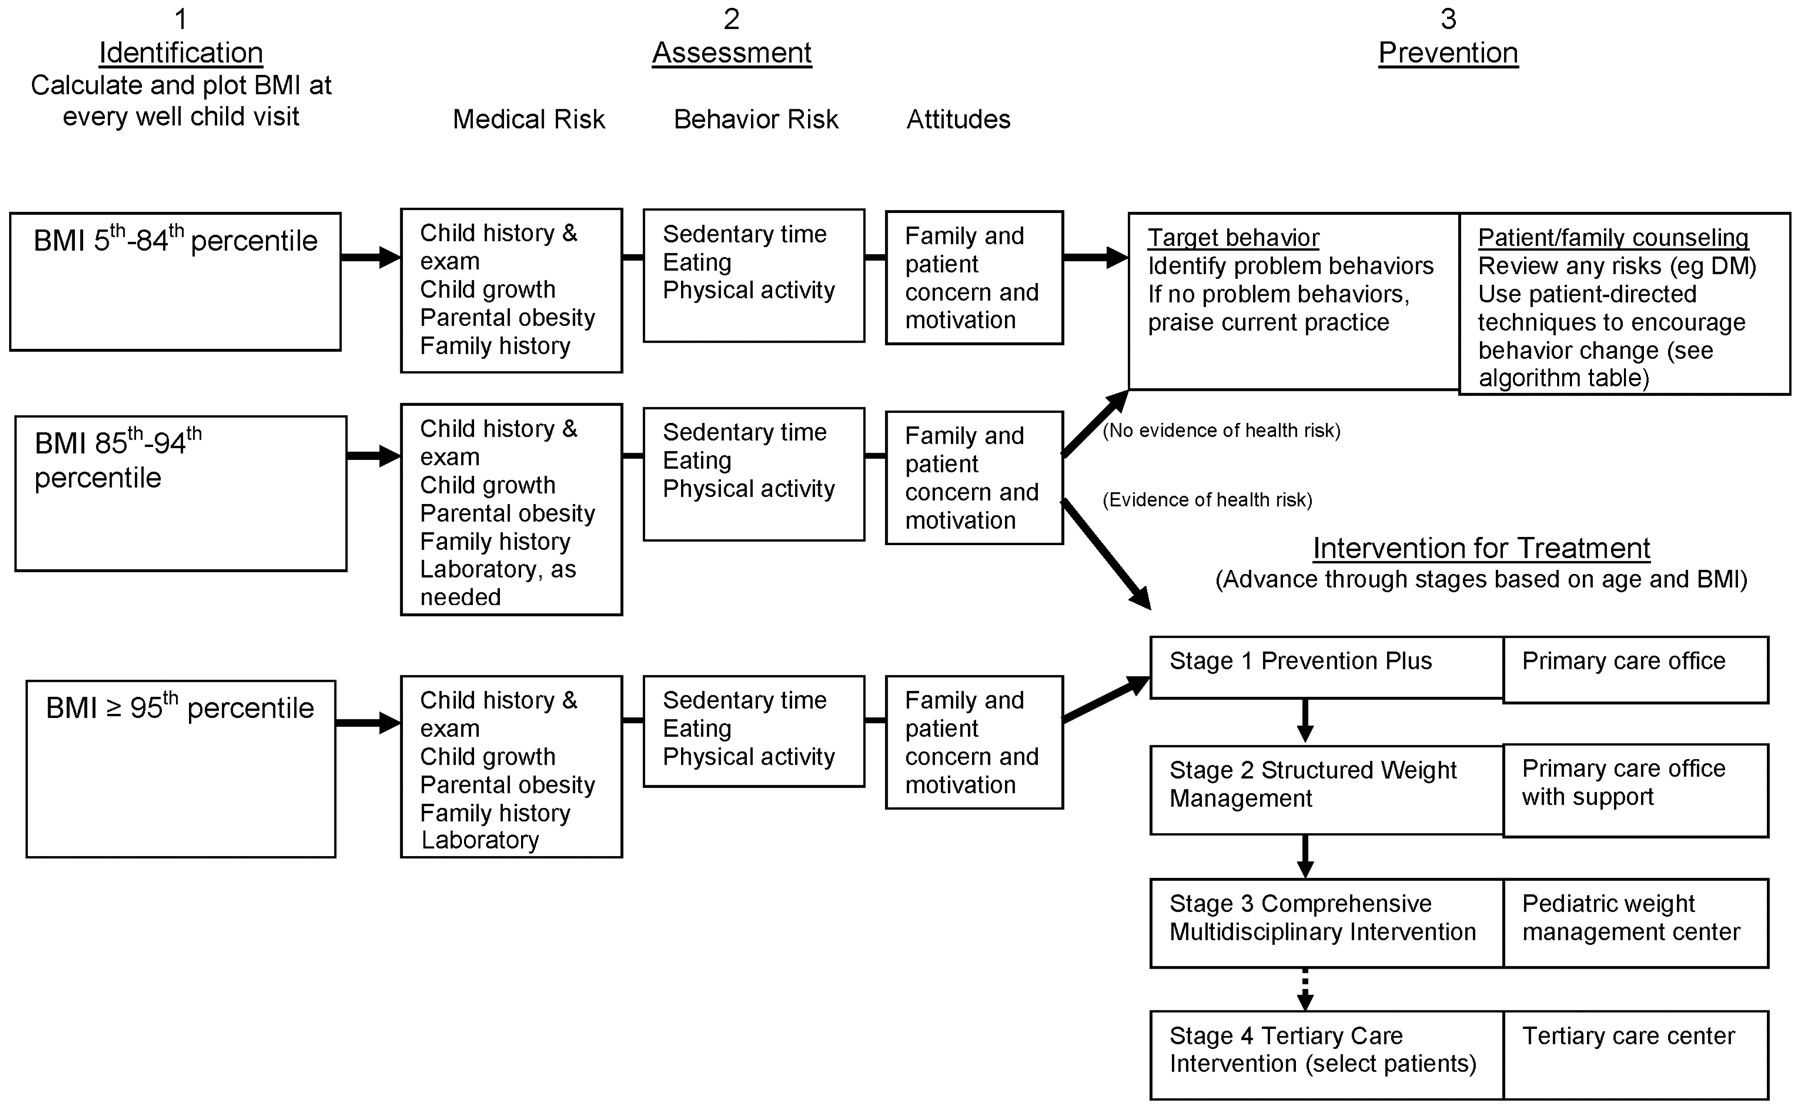 1
Identification
Calculate and plot BMI at
every well child visit
2
Assessment
Medical Risk
Behavior Risk
Attitudes
3
Prevention
BMI 5th-84th percentile
Child history &
exam
Child growth
Parental obesity
Family history
Sedentary time
Eating
Physical activity
Family and
patient
concern and
motivation
Target behavior
Identify problem behaviors
If no problem behaviors,
praise current practice
Patient/family counseling
Review any risks (eg DM)
Use patient-directed
techniques to encourage
behavior change (see
algorithm table)
BMI 85th-94th
percentile
Child history &
exam
Child growth
Parental obesity
Family history
Laboratory, as
needed
Sedentary time
Eating
Physical activity
Family and
patient
concern and
motivation
(No evidence of health risk)
(Evidence of health risk)
Intervention for Treatment
(Advance through stages based on age and BMI)
BMI ≥ 95th percentile
Child history &
exam
Child growth
Parental obesity
Family history
Laboratory
Sedentary time
Eating
Physical activity
Family and
patient
concern and
motivation
Stage 1 Prevention Plus
Primary care office
Stage 2 Structured Weight
Management
Primary care office
with support
Stage 3 Comprehensive
Multidisciplinary Intervention
Pediatric weight
management center
Stage 4 Tertiary Care
Intervention (select patients)
Tertiary care center